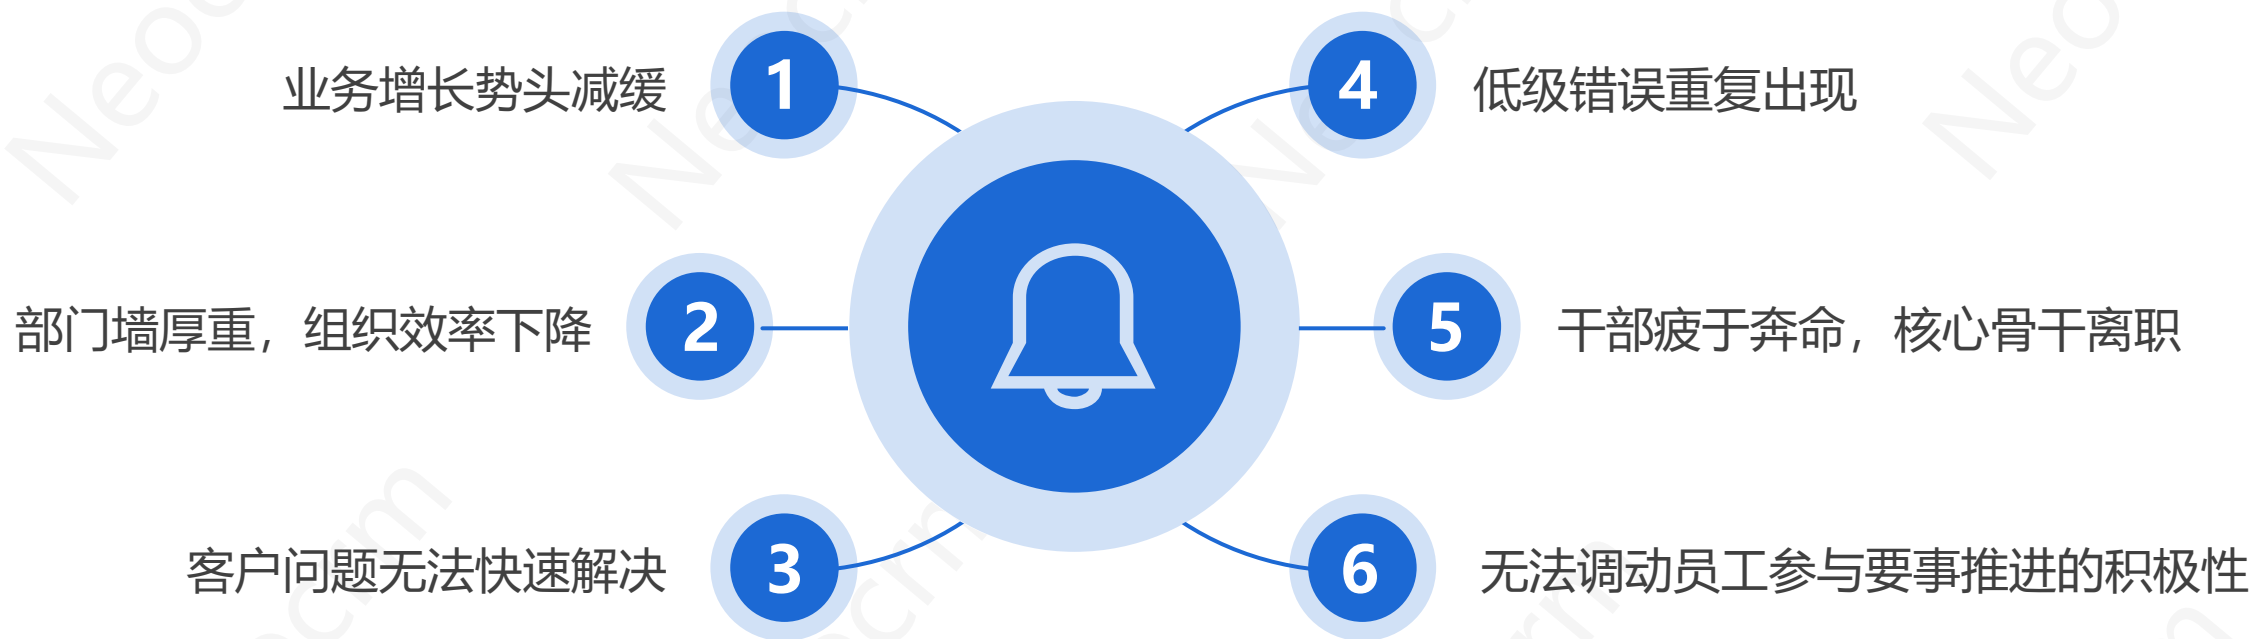 1
业务增长势头减缓
2
部门墙厚重，组织效率下降
3
客户问题无法快速解决
4
低级错误重复出现
5
干部疲于奔命，核心骨干离职
6
无法调动员工参与要事推进的积极性